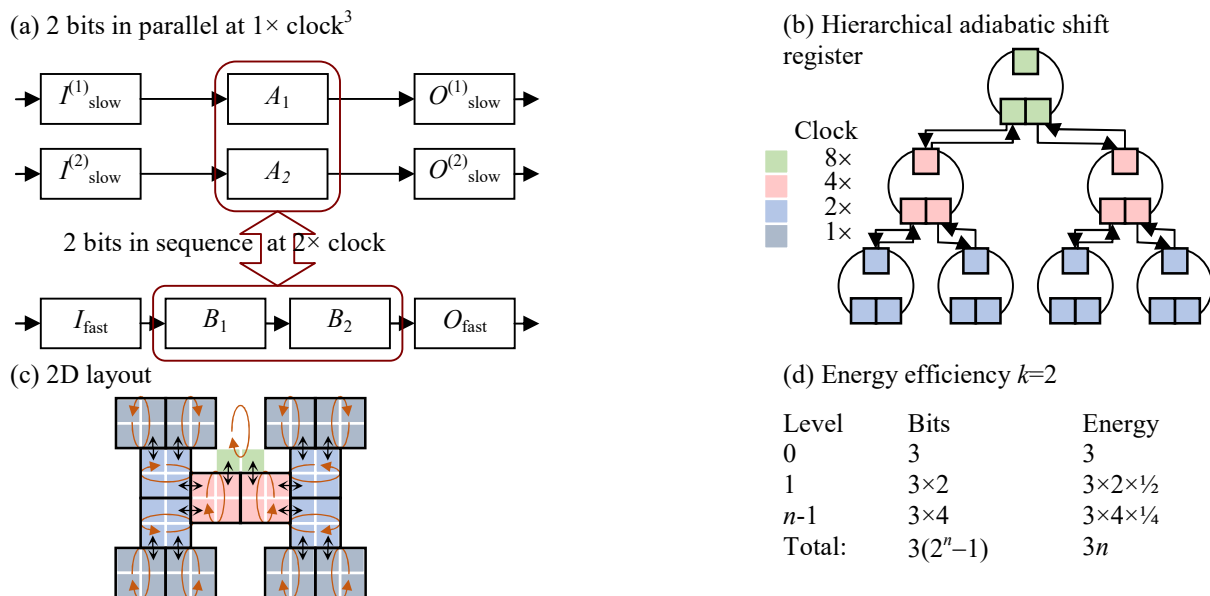 (a) 2 bits in parallel at 1× clock³
I⁽¹⁾slow A₁ O⁽¹⁾slow
I⁽²⁾slow A₂ O⁽²⁾slow
2 bits in sequence at 2× clock
Ifast B₁ B₂ Ofast
(b) Hierarchical adiabatic shift
register
Clock
8×
4×
2×
1×
(c) 2D layout
(d) Energy efficiency k=2
Level Bits Energy
0 3 3
1 3×2 3×2×½
n-1 3×4 3×4×¼
Total: 3(2ⁿ–1) 3n